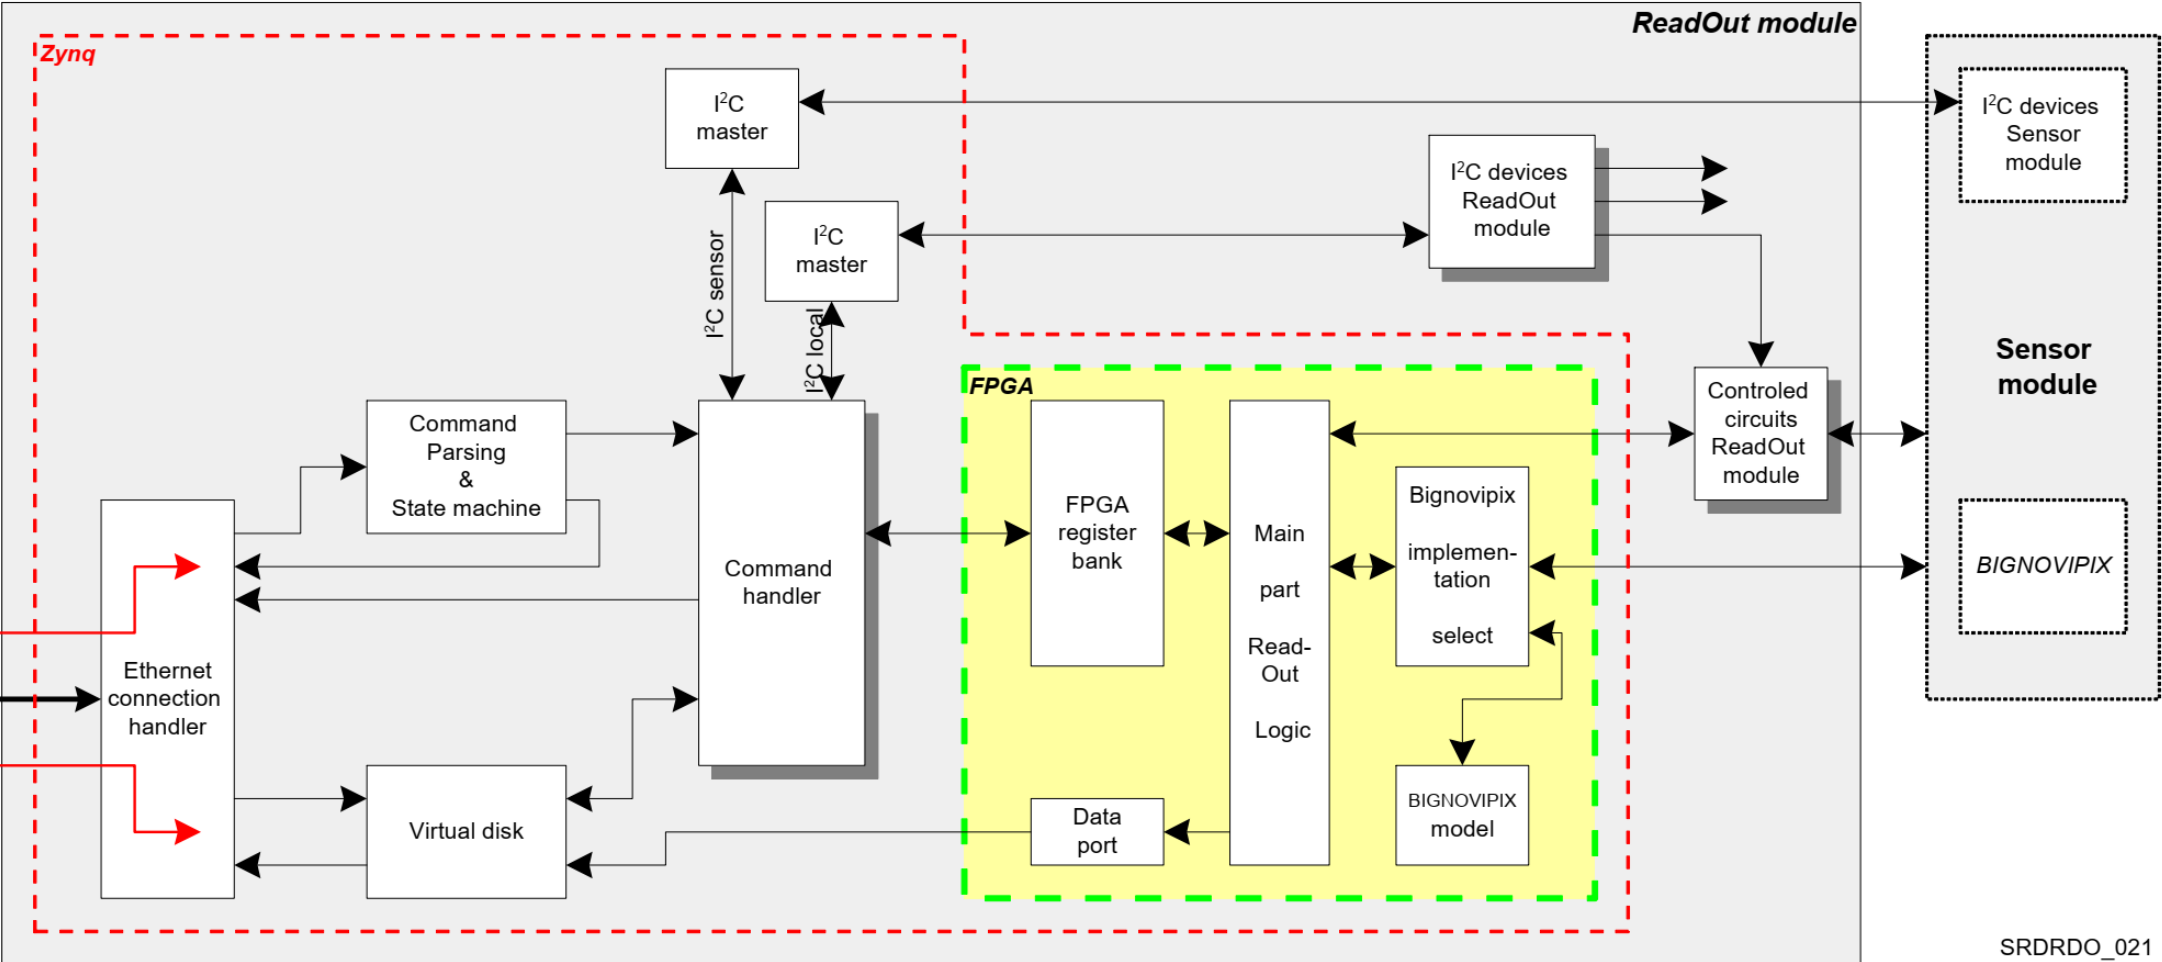 ReadOut module
Zynq
I²C
master
I²C devices
Sensor
module
I²C devices
ReadOut
module
I²C
master
I²C sensor
I²C local
Sensor
module
FPGA
Controled
circuits
ReadOut
module
Command
Parsing
&
State machine
FPGA
register
bank
Main
part
Read-
Out
Logic
Bignovipix
implemen-
tation
select
BIGNOVIPIX
Command
handler
Ethernet
connection
handler
Virtual disk
Data
port
BIGNOVIPIX
model
SRDRDO_021